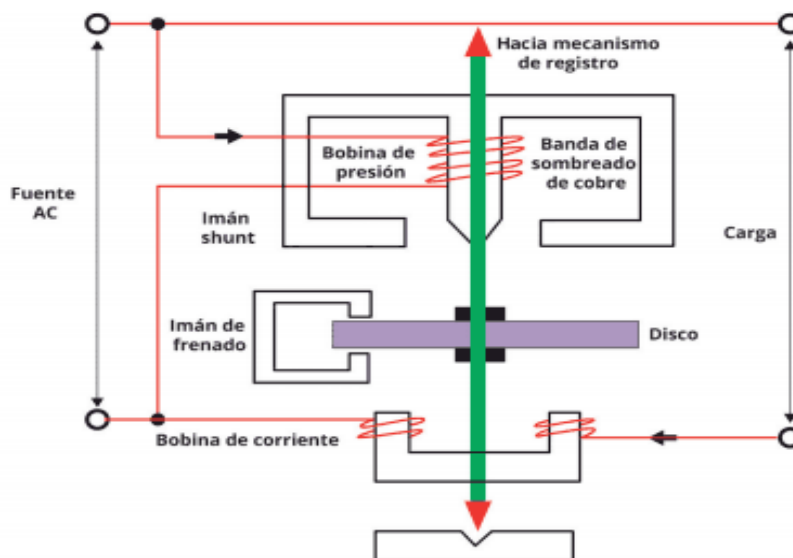 Hacia mecanismo
de registro
Bobina de
presión
Banda de
sombreado
de cobre
Fuente
AC
Imán
shunt
Carga
Imán de
frenado
Disco
Bobina de corriente